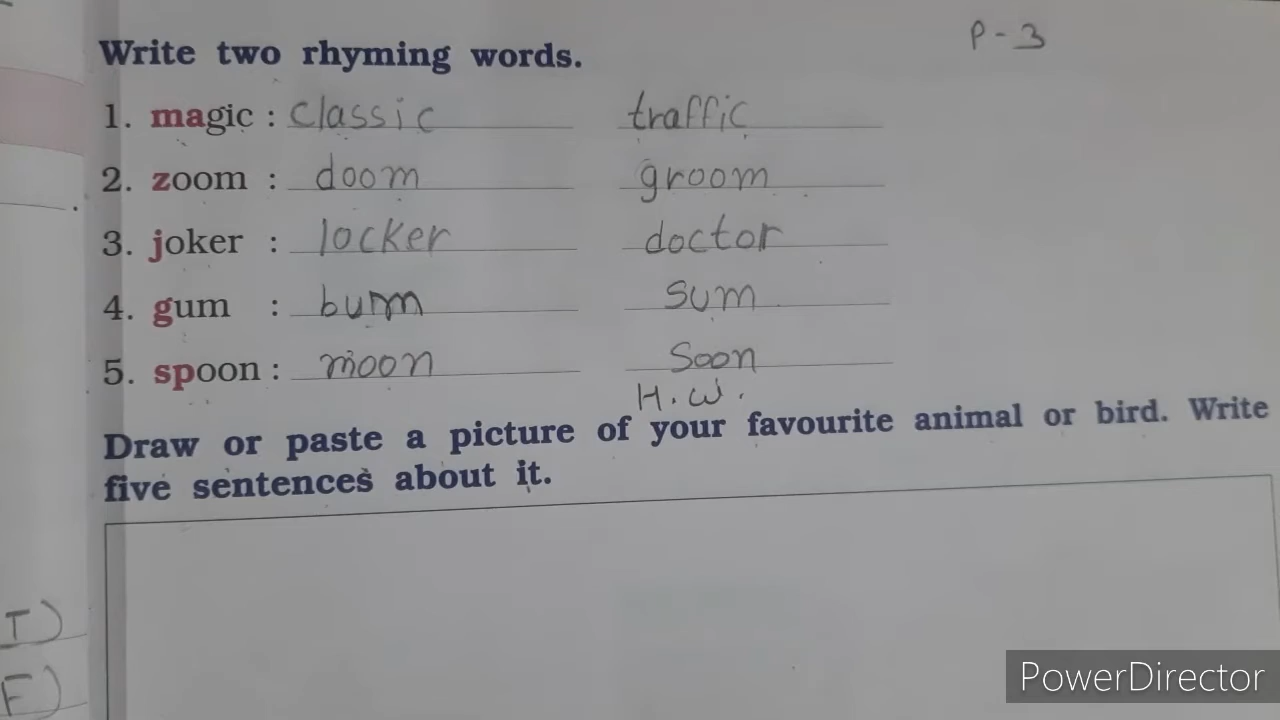 P - 3
Write two rhyming words.
1. magic : classic traffic
2. zoom : doom groom
3. joker : locker doctor
4. gum : bum sum
5. spoon : moon Soon
H.W.
Draw or paste a picture of your favourite animal or bird. Write
five sentences about it.
T)
F)
PowerDirector